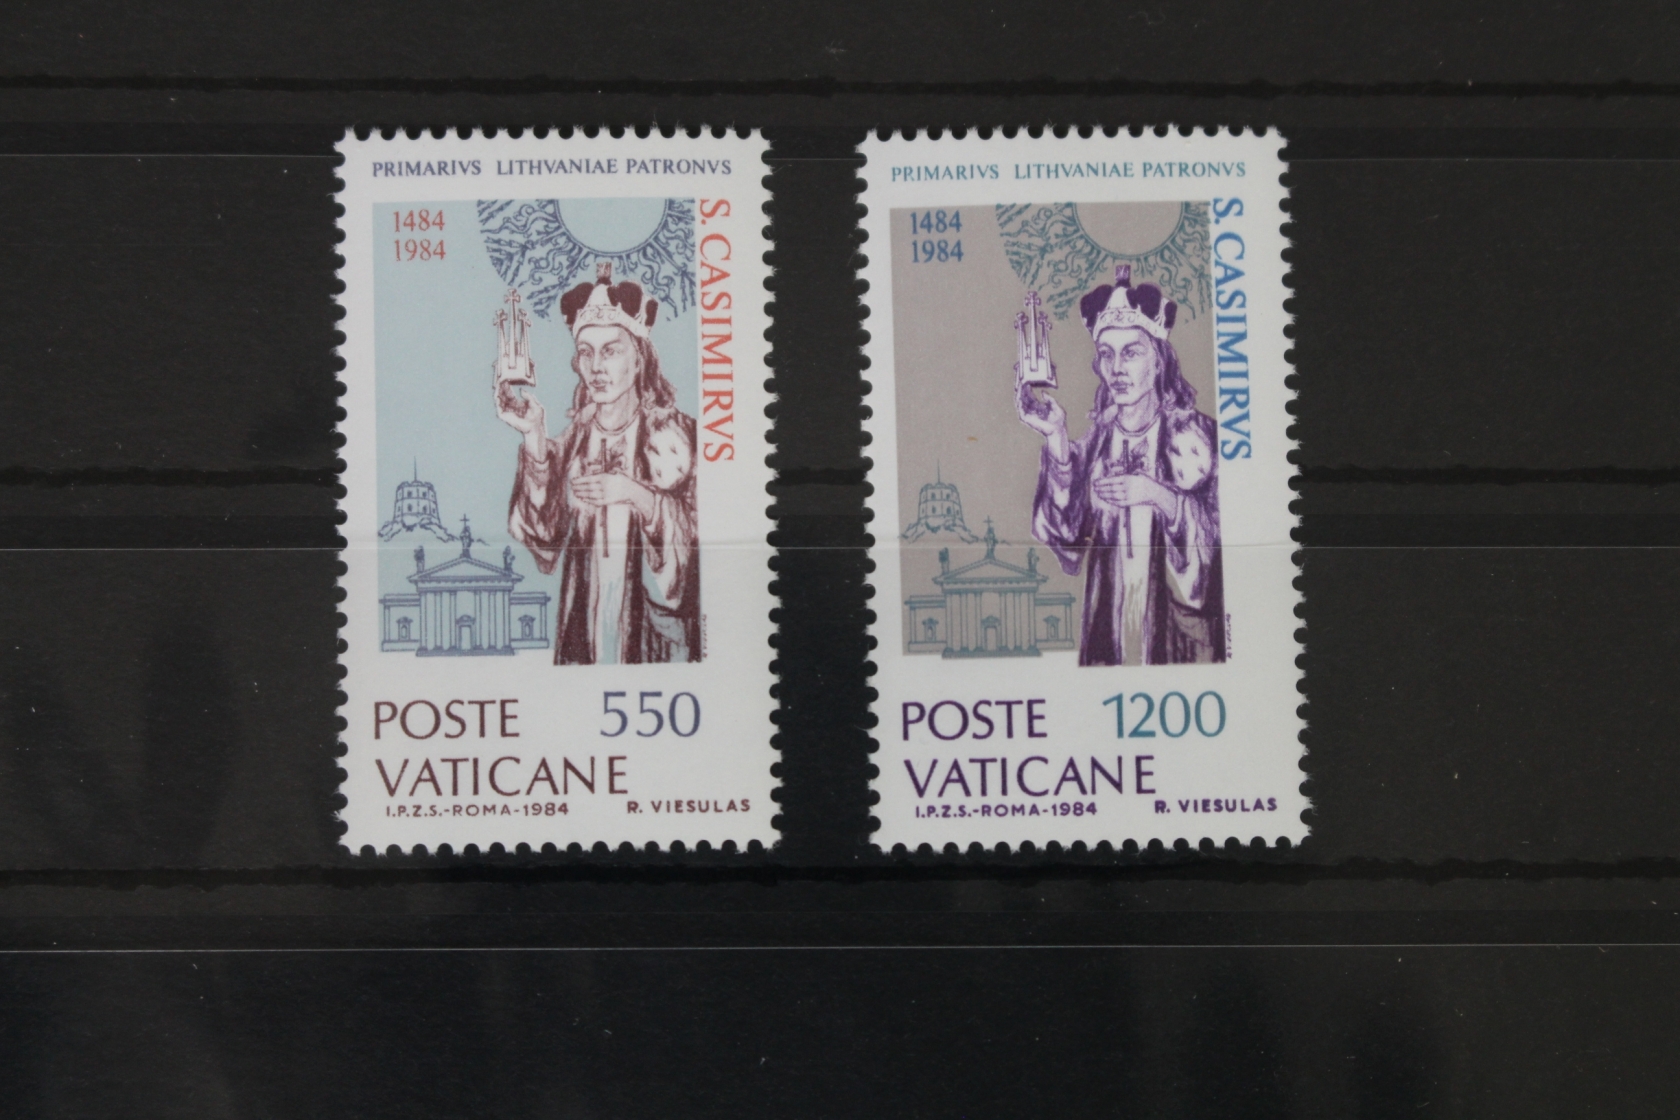 PRIMARIVS LITHVANIAE PATRONVS
1484
1984
S. CASIMIRVS
POSTE 550
VATICANE
I.P.Z.S.-ROMA-1984 R. VIESULAS
PRIMARIVS LITHVANIAE PATRONVS
1484
1984
S. CASIMIRVS
POSTE 1200
VATICANE
I.P.Z.S.-ROMA-1984 R. VIESULAS